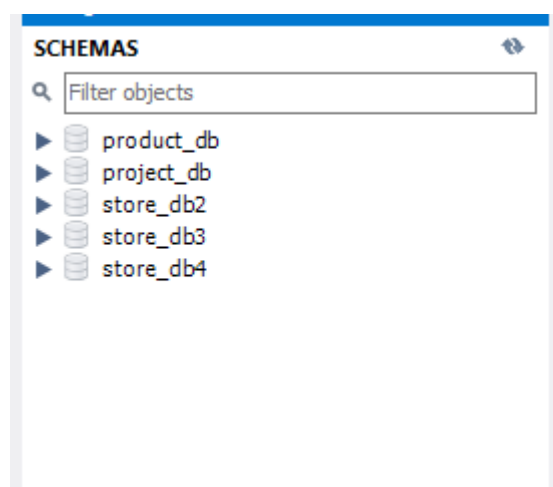 SCHEMAS
Filter objects
product_db
project_db
store_db2
store_db3
store_db4